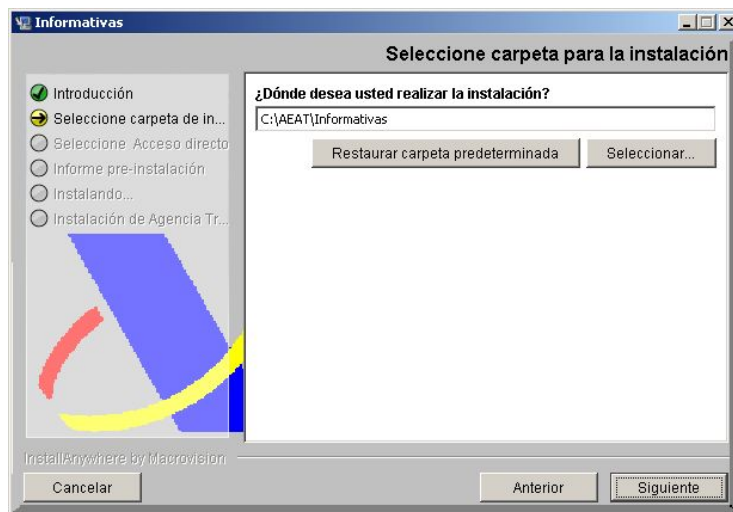 Informativas
Seleccione carpeta para la instalación
Introducción
Seleccione carpeta de in...
Seleccione Acceso directo
Informe pre-instalación
Instalando...
Instalación de Agencia Tr...
¿Dónde desea usted realizar la instalación?
C:\AEAT\Informativas
Restaurar carpeta predeterminada
Seleccionar...
InstallAnywhere by Macrovision
Cancelar
Anterior
Siguiente